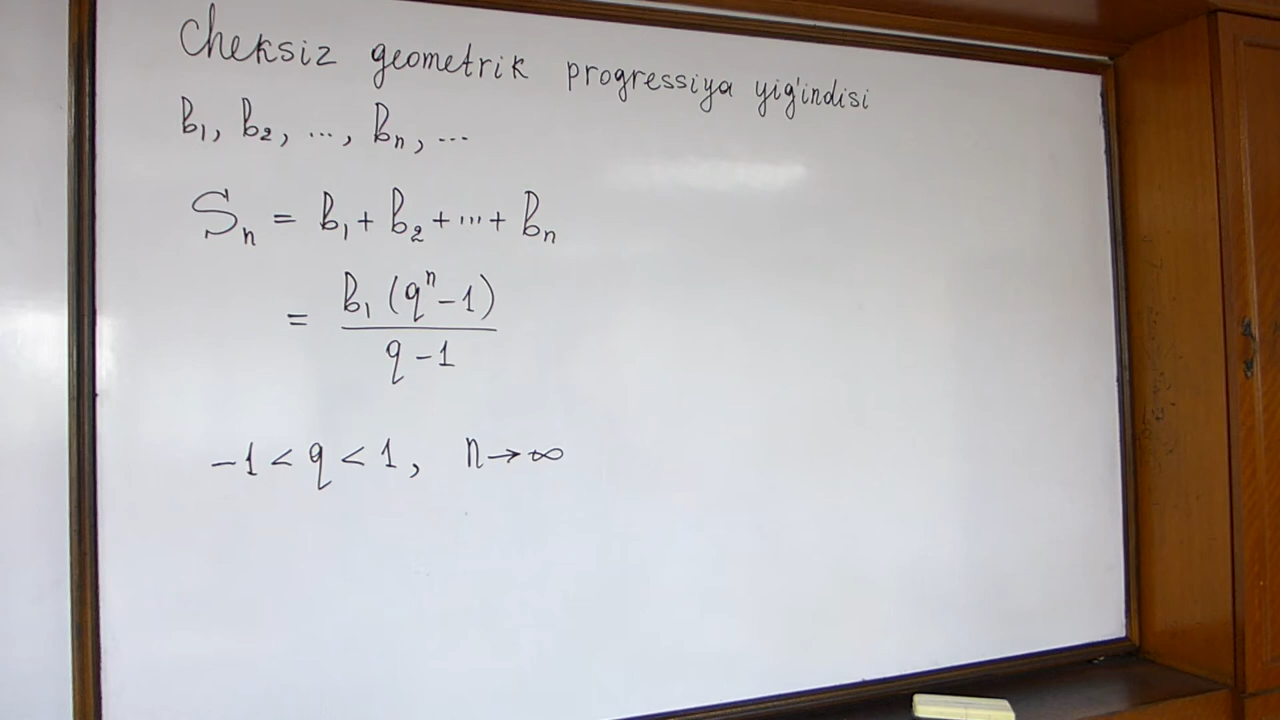 Cheksiz geometrik progressiya yig'indisi
b₁, b₂, ..., bₙ, ...
Sₙ = b₁ + b₂ + ... + bₙ
= b₁ (qⁿ - 1) / q - 1
-1 < q < 1, n → ∞